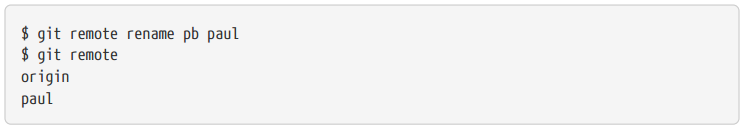 $ git remote rename pb paul
$ git remote
origin
paul